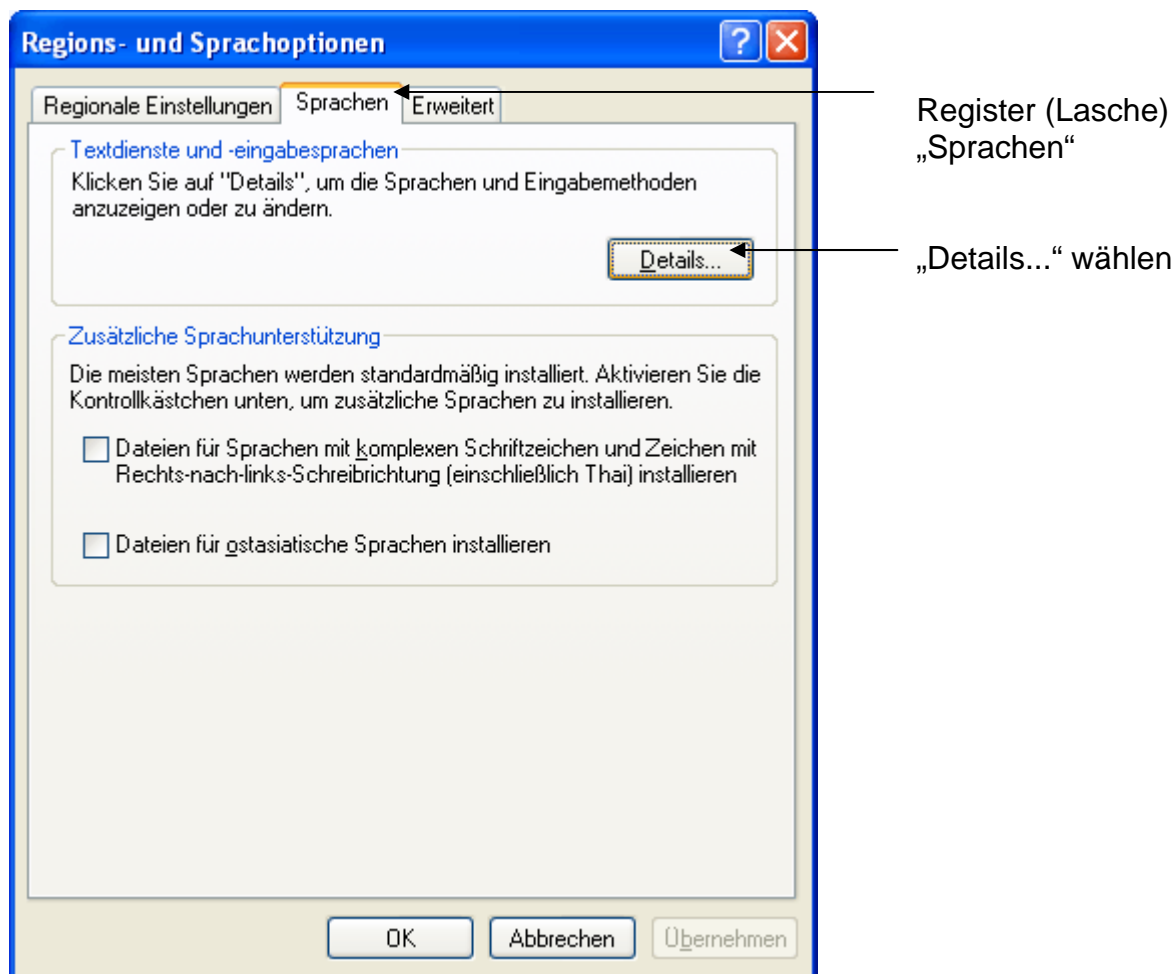 Regions- und Sprachoptionen
Regionale Einstellungen Sprachen Erweitert
Register (Lasche)
„Sprachen“
Textdienste und -eingabesprachen
Klicken Sie auf "Details", um die Sprachen und Eingabemethoden
anzuzeigen oder zu ändern.
Details...
„Details...“ wählen
Zusätzliche Sprachunterstützung
Die meisten Sprachen werden standardmäßig installiert. Aktivieren Sie die
Kontrollkästchen unten, um zusätzliche Sprachen zu installieren.
Dateien für Sprachen mit komplexen Schriftzeichen und Zeichen mit
Rechts-nach-links-Schreibrichtung (einschließlich Thai) installieren
Dateien für ostasiatische Sprachen installieren
OK Abbrechen Übernehmen